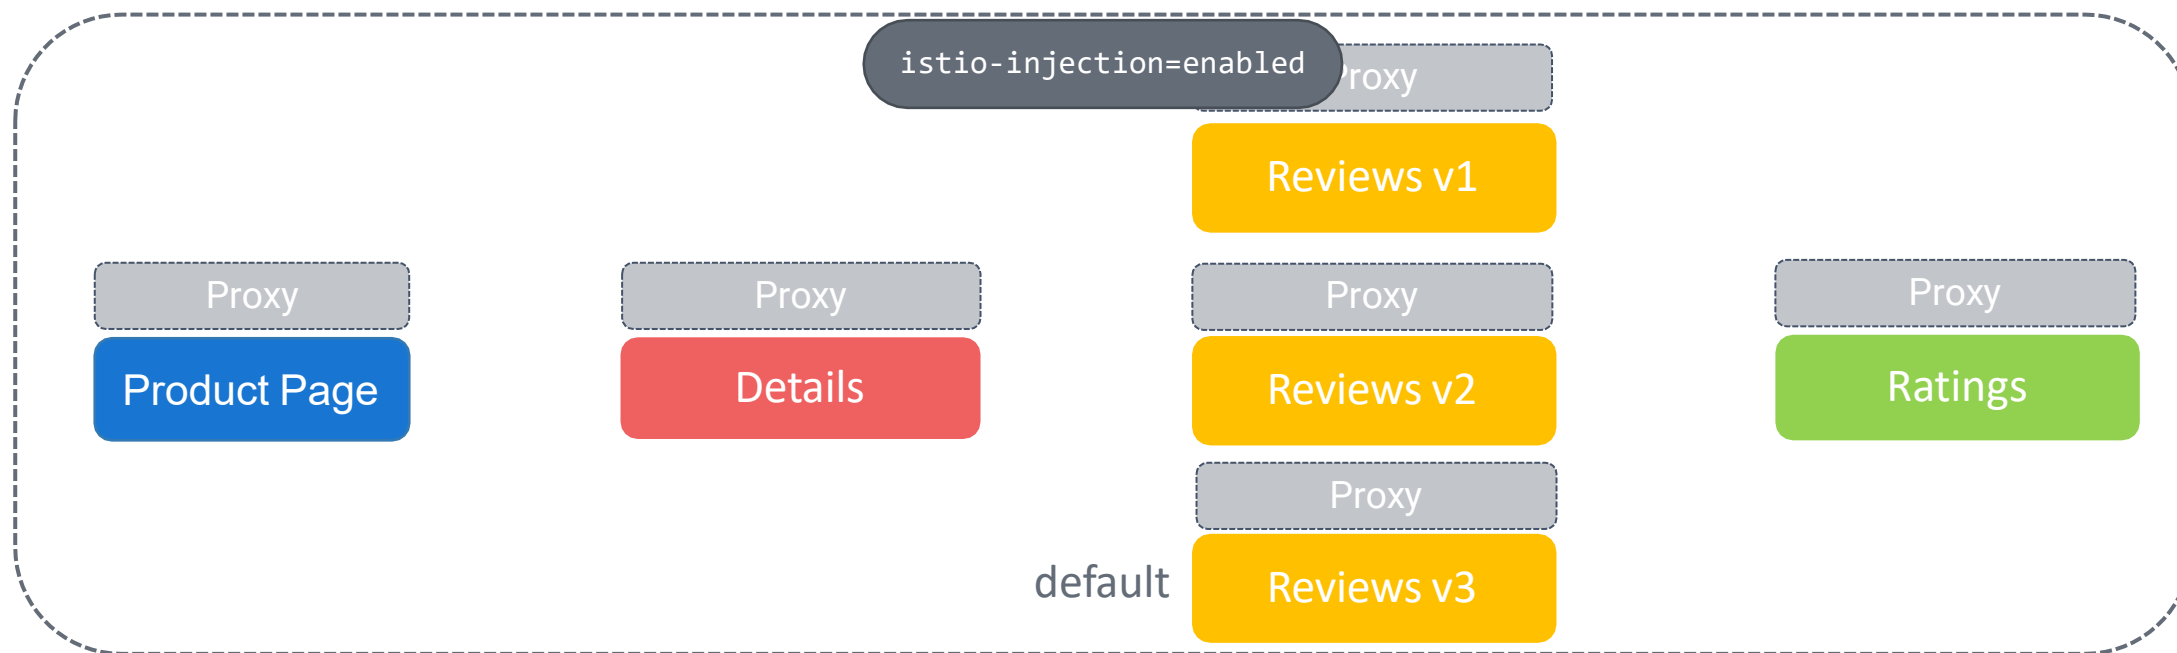 istio-injection=enabled
roxy
Reviews v1
Proxy
Product Page
Proxy
Details
Proxy
Reviews v2
Proxy
Ratings
Proxy
default
Reviews v3